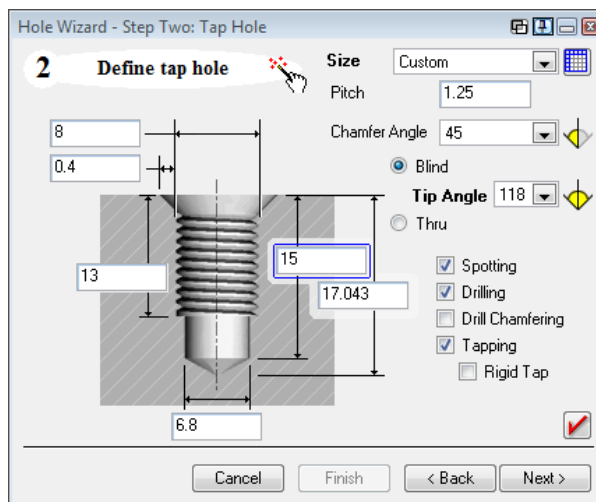 Hole Wizard - Step Two: Tap Hole
2 Define tap hole
Size Custom
Pitch 1.25
Chamfer Angle 45
Blind
Tip Angle 118
Thru
8
0.4
13
15
17.043
6.8
Spotting
Drilling
Drill Chamfering
Tapping
Rigid Tap
Cancel Finish < Back Next >